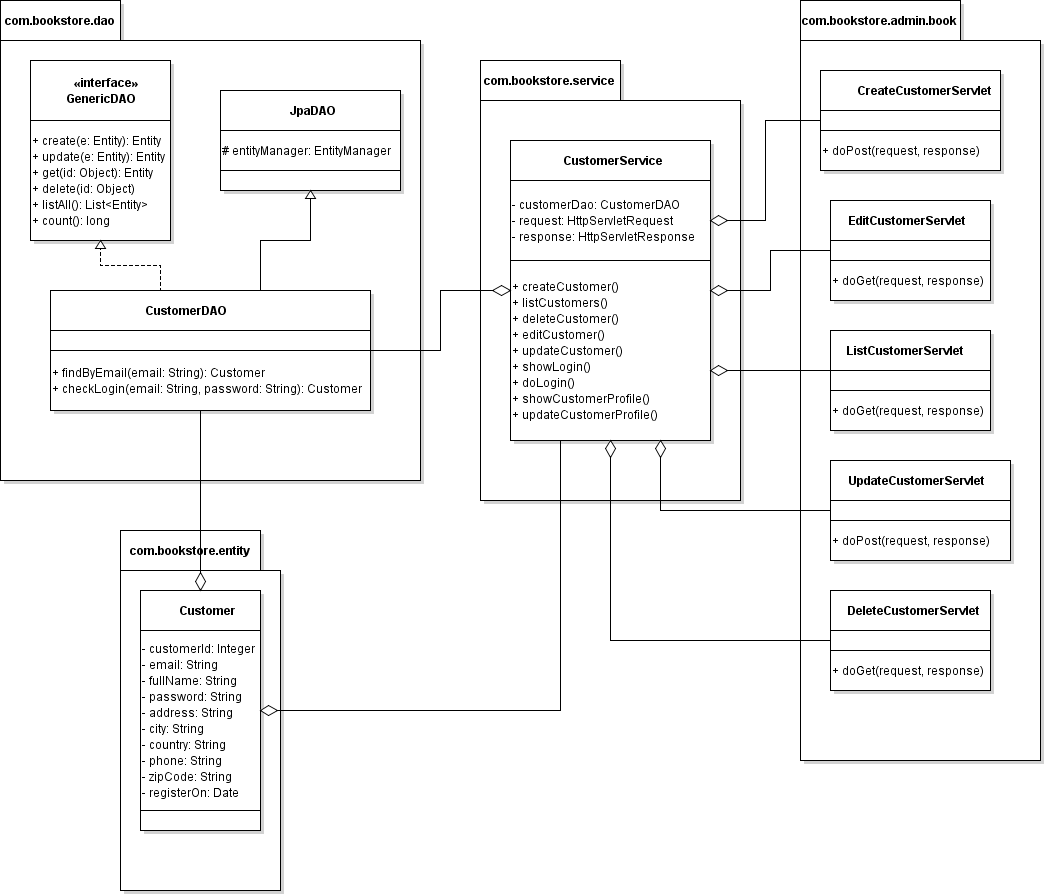 com.bookstore.dao
«interface»
GenericDAO
+ create(e: Entity): Entity
+ update(e: Entity): Entity
+ get(id: Object): Entity
+ delete(id: Object)
+ listAll(): List<Entity>
+ count(): long
JpaDAO
# entityManager: EntityManager
CustomerDAO
+ findByEmail(email: String): Customer
+ checkLogin(email: String, password: String): Customer
com.bookstore.service
CustomerService
- customerDao: CustomerDAO
- request: HttpServletRequest
- response: HttpServletResponse
+ createCustomer()
+ listCustomers()
+ deleteCustomer()
+ editCustomer()
+ updateCustomer()
+ showLogin()
+ doLogin()
+ showCustomerProfile()
+ updateCustomerProfile()
com.bookstore.admin.book
CreateCustomerServlet
+ doPost(request, response)
EditCustomerServlet
+ doGet(request, response)
ListCustomerServlet
+ doGet(request, response)
UpdateCustomerServlet
+ doPost(request, response)
DeleteCustomerServlet
+ doGet(request, response)
com.bookstore.entity
Customer
- customerId: Integer
- email: String
- fullName: String
- password: String
- address: String
- city: String
- country: String
- phone: String
- zipCode: String
- registerOn: Date